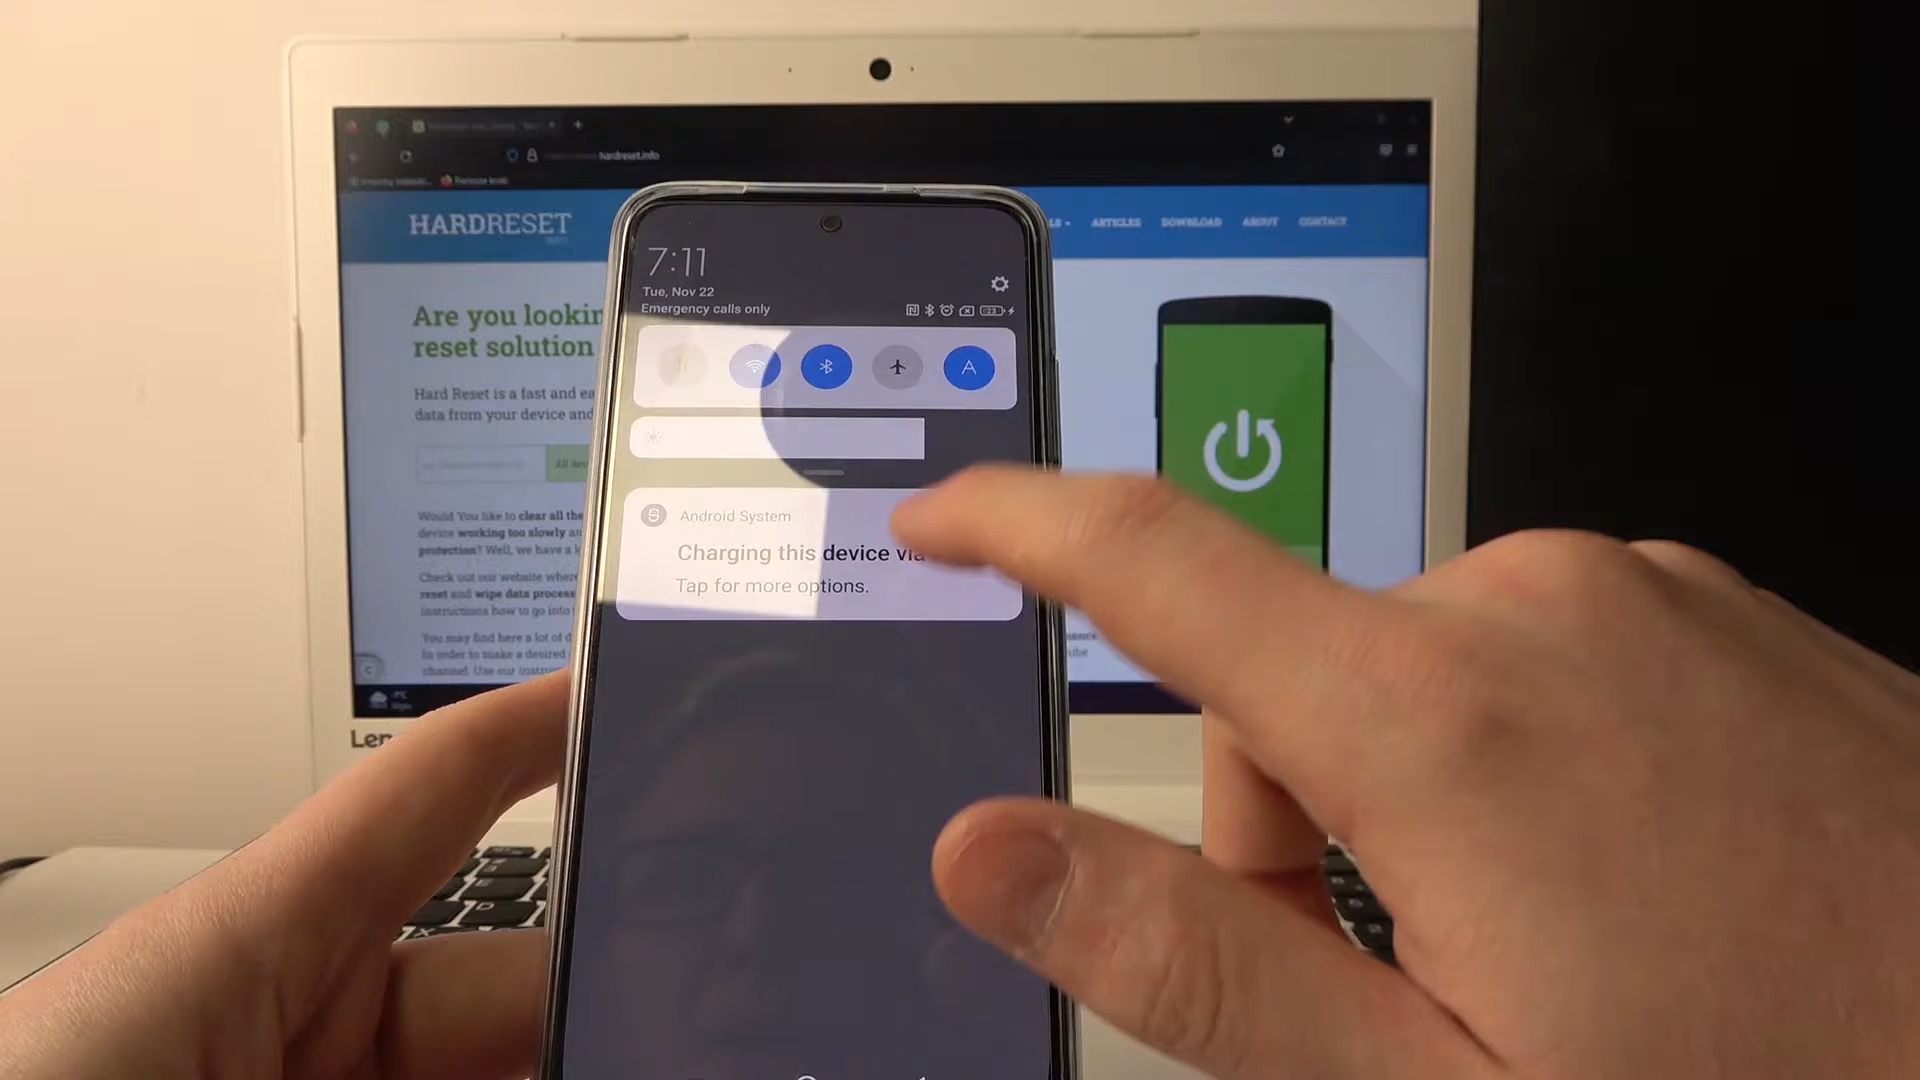 hardreset.info
HARDRESET
ARTICLES
DOWNLOAD
ABOUT
CONTACT
Are you lookin
reset solution
Hard Reset is a fast and ea
data from your device and
Would You like to clear all the
device working too slowly an
protection? Well, we have a l
Check out our website where
reset and wipe data process
instructions how to go into
You may find here a lot of d
In order to make a desired
channel. Use our instru
Len
7:11
Tue, Nov 22
Emergency calls only
23
A
Android System
Charging this device via
Tap for more options.
E
D
X